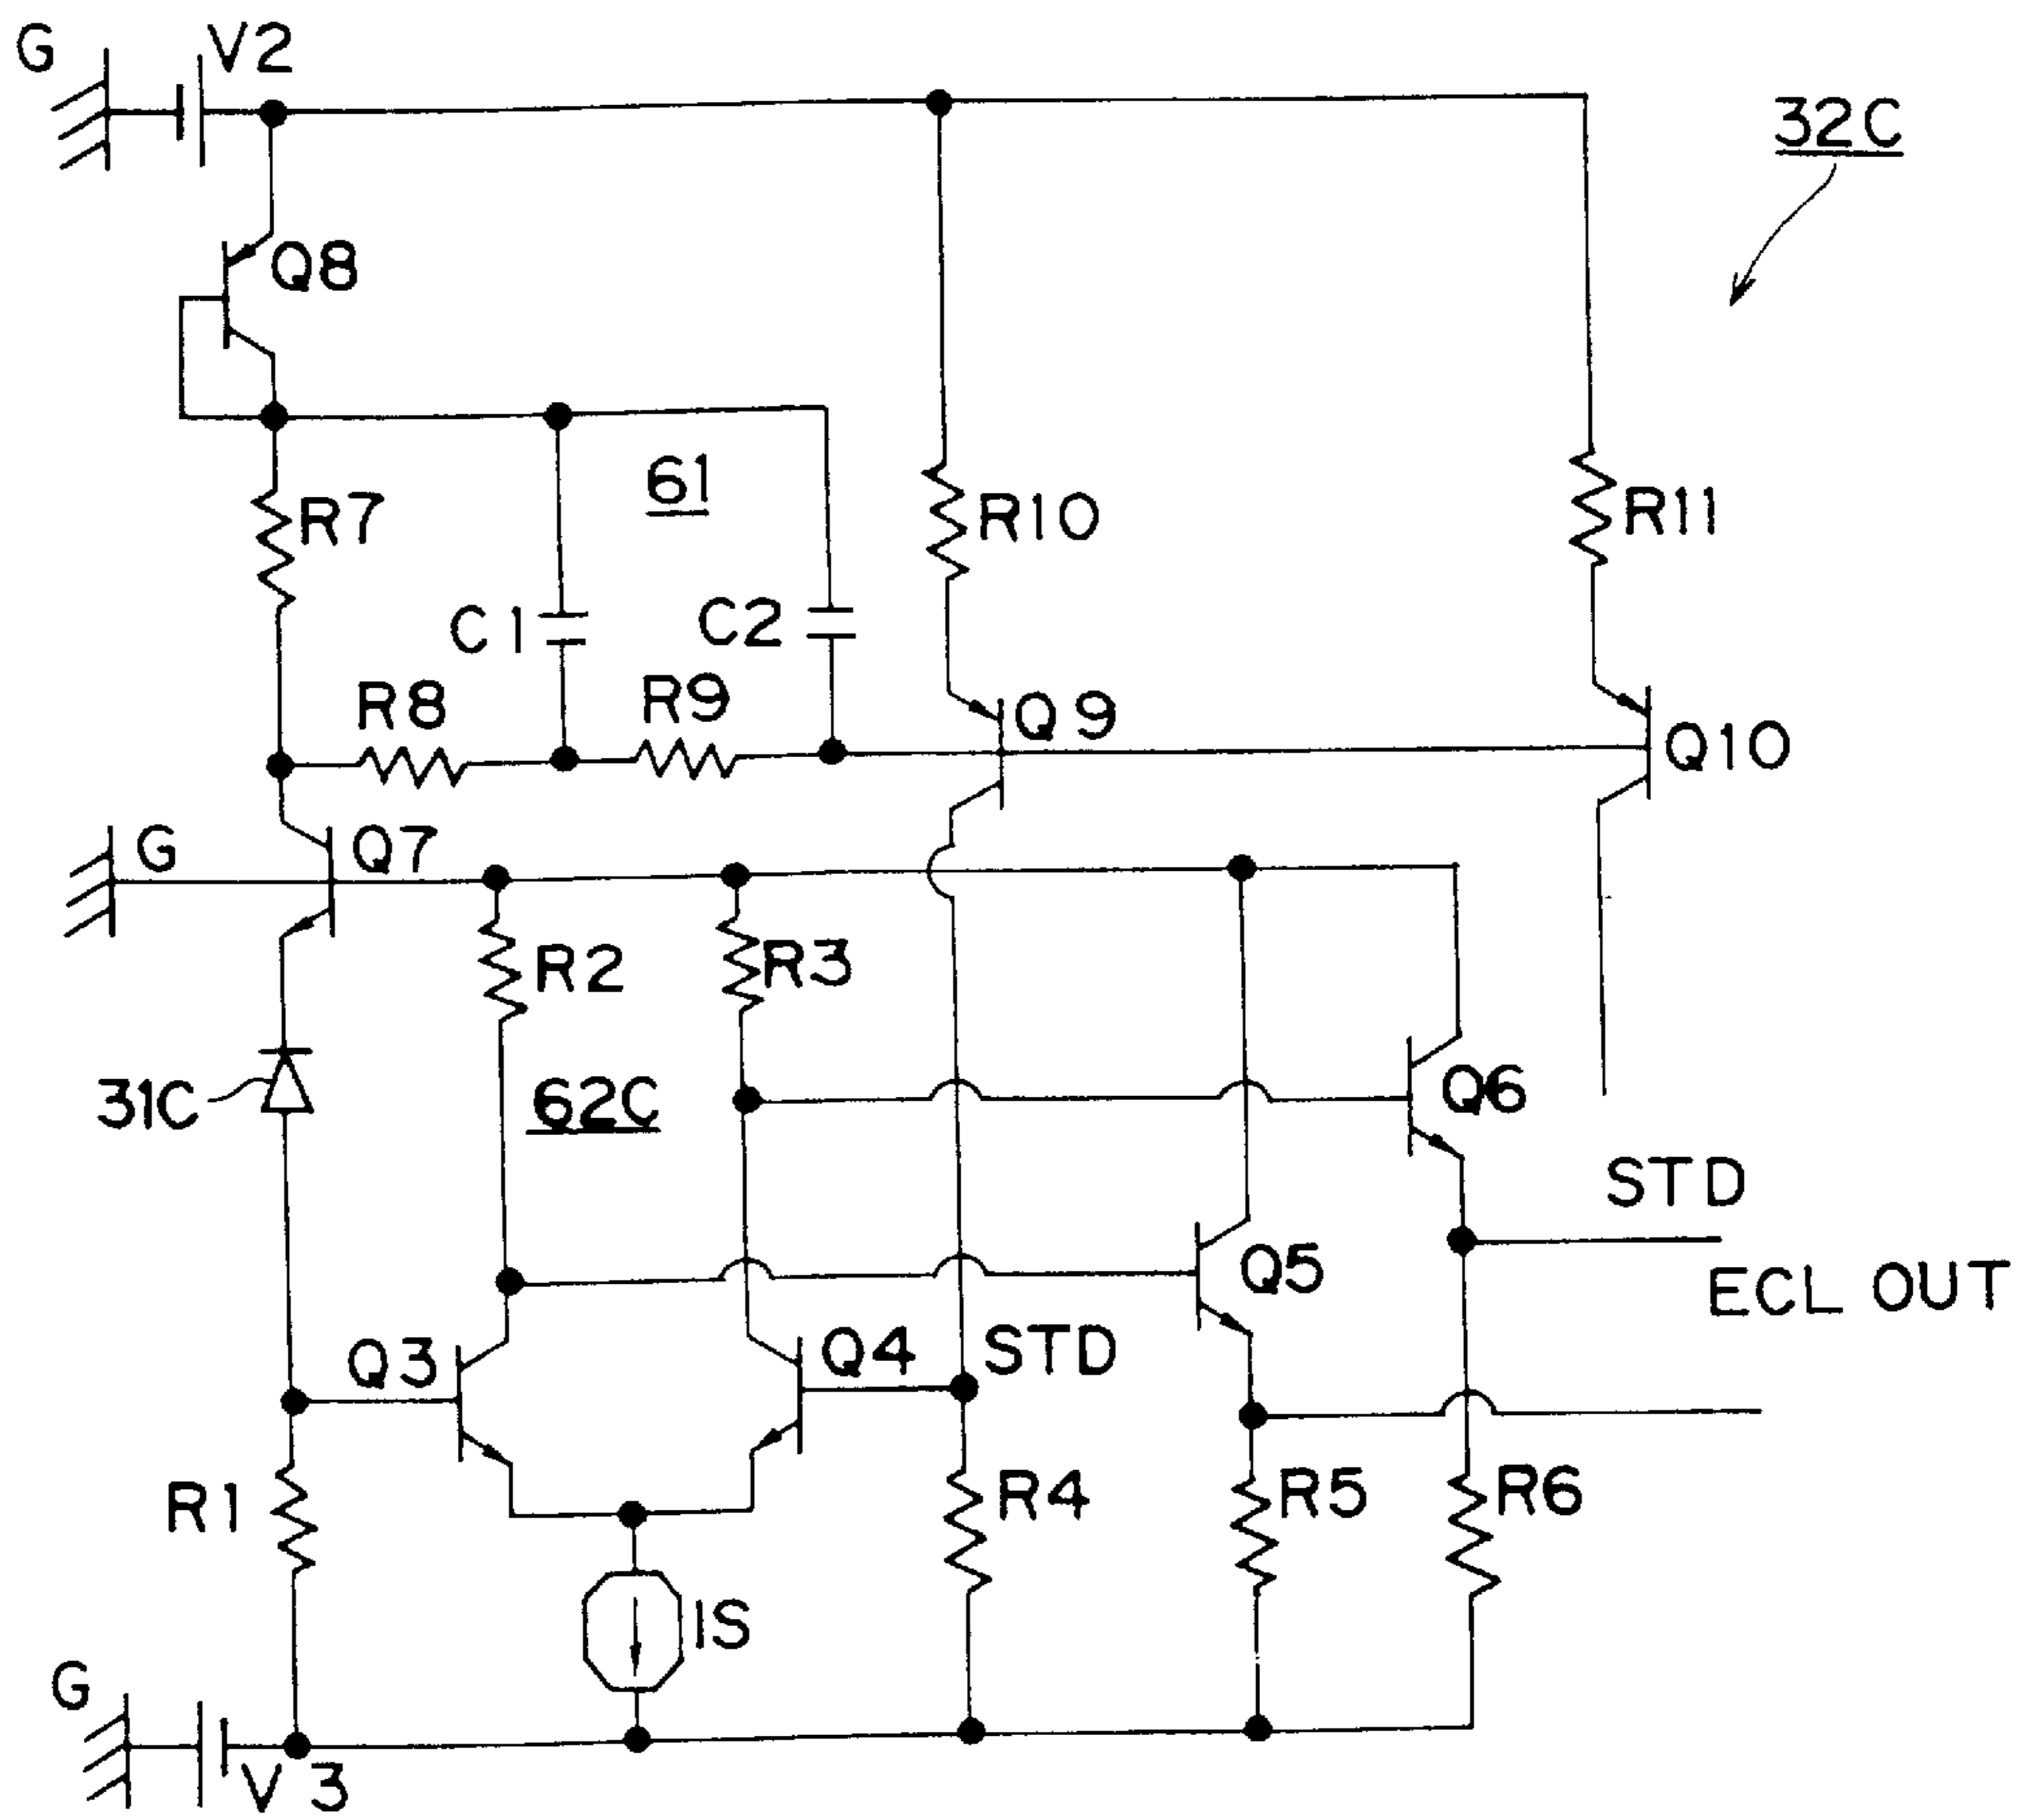 G
V2
32C
Q8
61
R7
R10
R11
C1
C2
R8
R9
Q9
Q10
G
Q7
R2
R3
31C
62C
Q6
STD
Q5
ECL OUT
Q3
Q4
STD
R1
R4
R5
R6
IS
G
V3